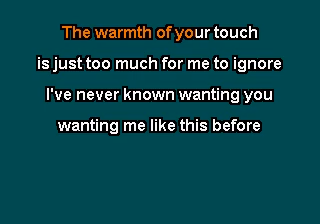 The warmth of your touch
is just too much for me to ignore
I've never known wanting you
wanting me like this before